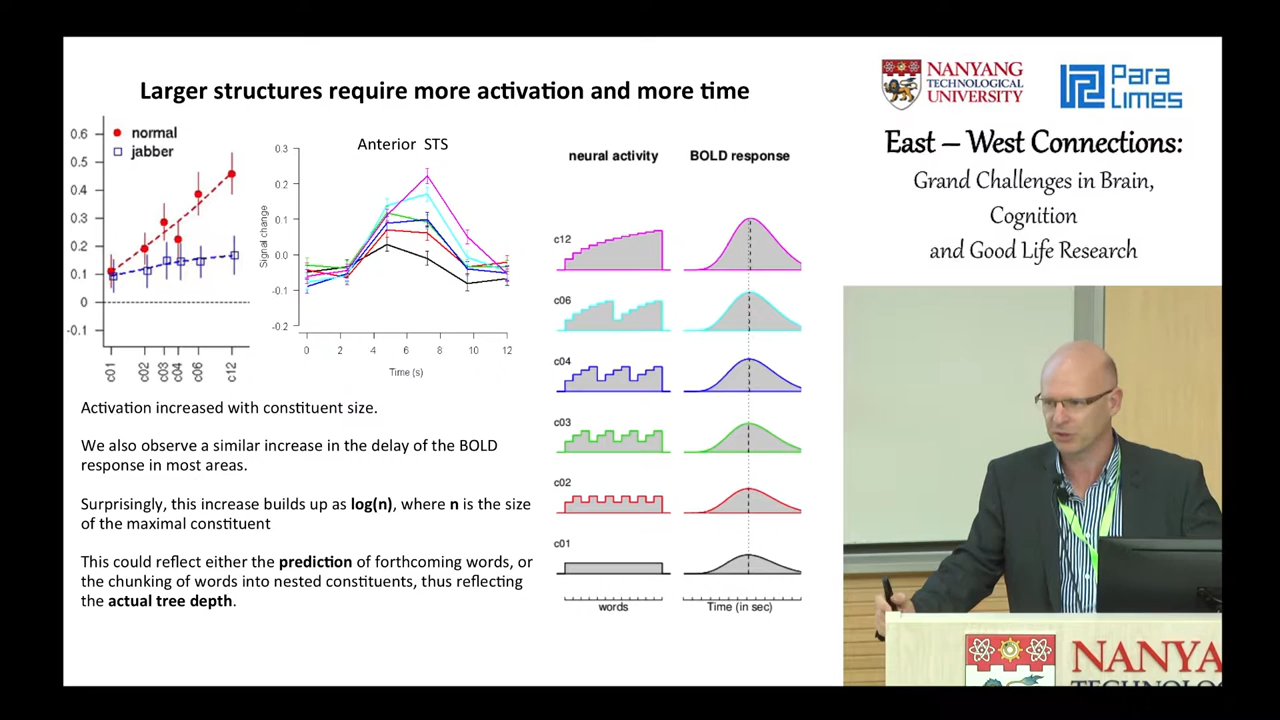 Larger structures require more activation and more time
0.6
0.5
0.4
0.3
0.2
0.1
0
-0.1
normal
jabber
c01
c02
c03
c04
c06
c12
Anterior STS
Signal change
0.3
0.2
0.1
0.0
-0.1
-0.2
0
2
4
6
8
10
12
Time (s)
neural activity
BOLD response
c12
c06
c04
c03
c02
c01
words
Time (in sec)
Activation increased with constituent size.
We also observe a similar increase in the delay of the BOLD
response in most areas.
Surprisingly, this increase builds up as log(n), where n is the size
of the maximal constituent
This could reflect either the prediction of forthcoming words, or
the chunking of words into nested constituents, thus reflecting
the actual tree depth.
NANYANG
TECHNOLOGICAL
UNIVERSITY
Para
Limes
East – West Connections:
Grand Challenges in Brain,
Cognition
and Good Life Research
NANYA
TECHNOLOG